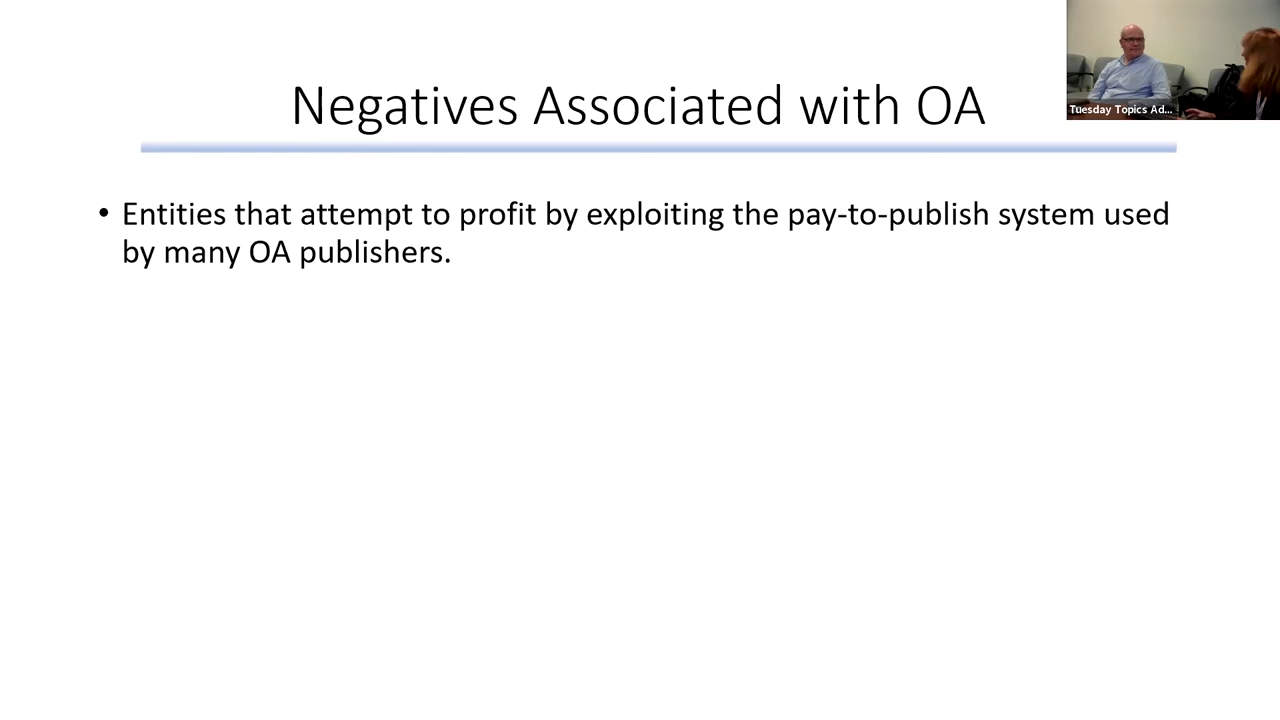 Negatives Associated with OA
Tuesday Topics Ad...
• Entities that attempt to profit by exploiting the pay-to-publish system used
by many OA publishers.